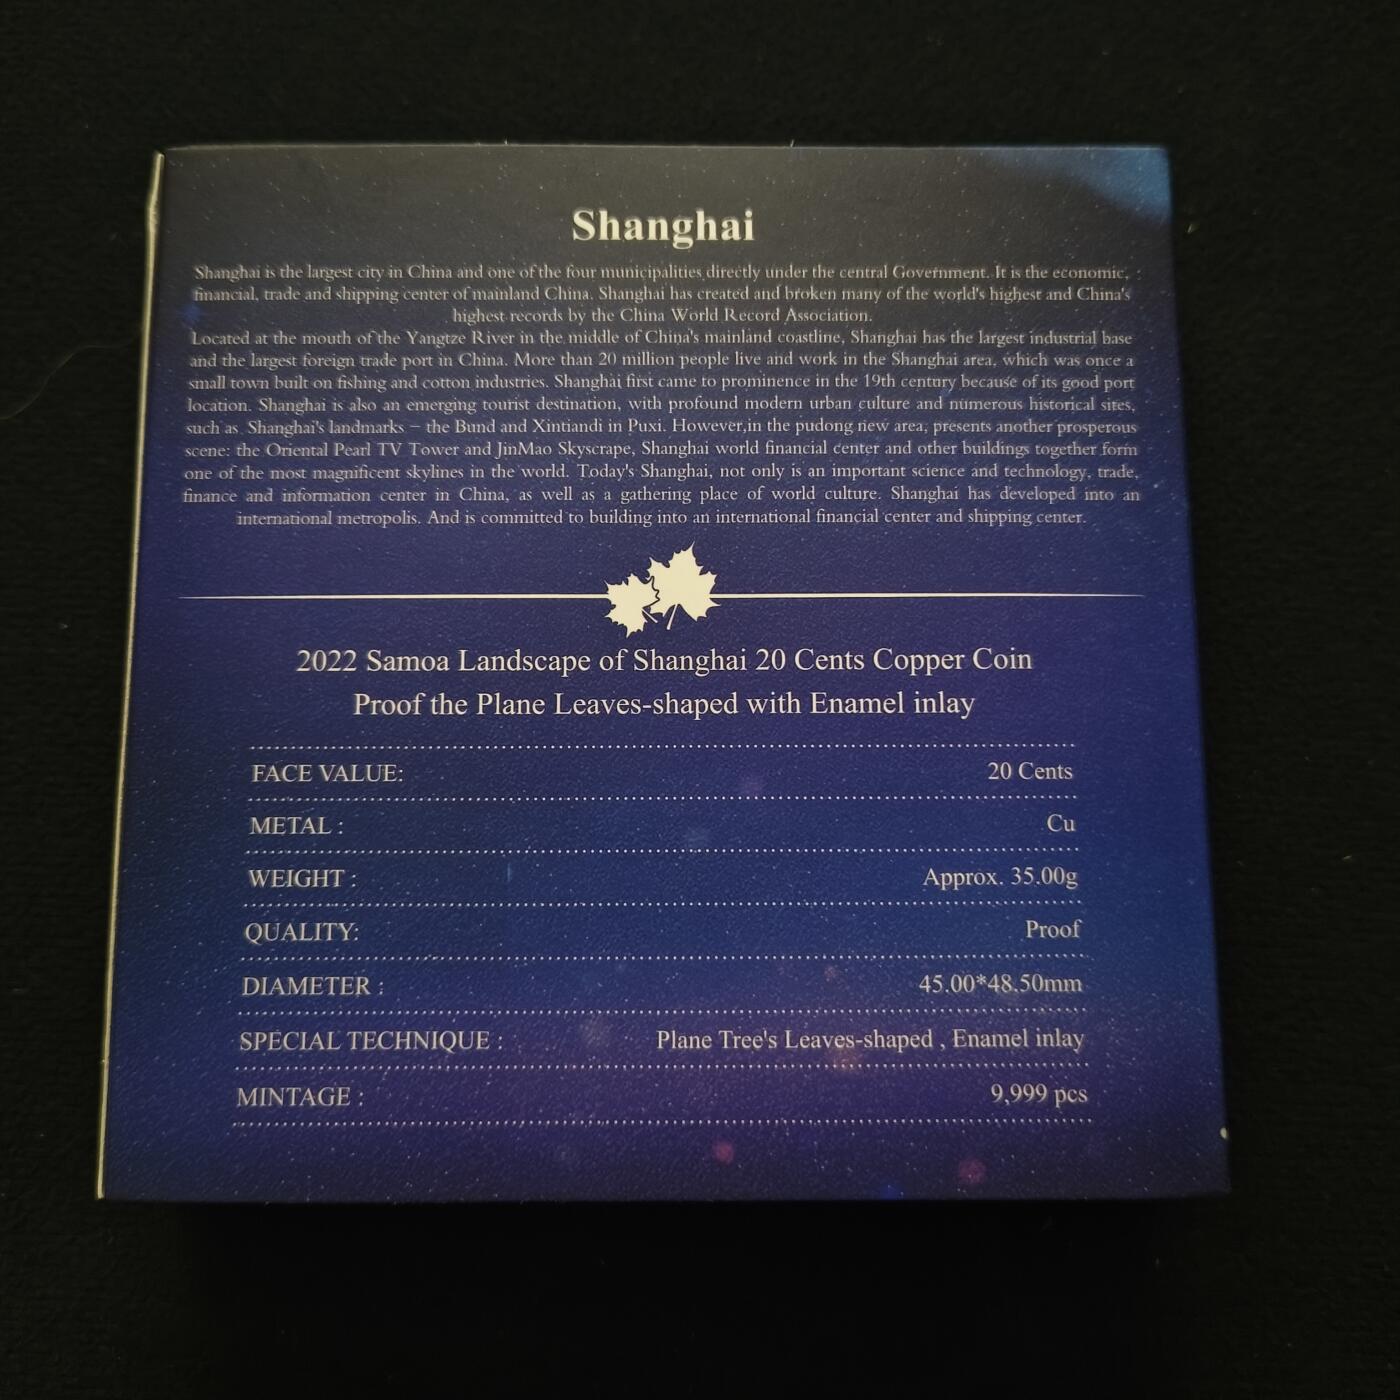 Shanghai
Shanghai is the largest city in China and one of the four municipalities directly under the central Government. It is the economic,
financial, trade and shipping center of mainland China. Shanghai has created and broken many of the world's highest and China's
highest records by the China World Record Association.
Located at the mouth of the Yangtze River in the middle of China's mainland coastline, Shanghai has the largest industrial base
and the largest foreign trade port in China. More than 20 million people live and work in the Shanghai area, which was once a
small town built on fishing and cotton industries. Shanghai first came to prominence in the 19th century because of its good port
location. Shanghai is also an emerging tourist destination, with profound modern urban culture and numerous historical sites,
such as Shanghai's landmarks – the Bund and Xintiandi in Puxi. However,in the pudong new area, presents another prosperous
scene: the Oriental Pearl TV Tower and JinMao Skyscrape, Shanghai world financial center and other buildings together form
one of the most magnificent skylines in the world. Today's Shanghai, not only is an important science and technology, trade,
finance and information center in China, as well as a gathering place of world culture. Shanghai has developed into an
international metropolis. And is committed to building into an international financial center and shipping center.
2022 Samoa Landscape of Shanghai 20 Cents Copper Coin
Proof the Plane Leaves-shaped with Enamel inlay
FACE VALUE: 20 Cents
METAL : Cu
WEIGHT : Approx. 35.00g
QUALITY: Proof
DIAMETER : 45.00*48.50mm
SPECIAL TECHNIQUE : Plane Tree's Leaves-shaped , Enamel inlay
MINTAGE : 9,999 pcs